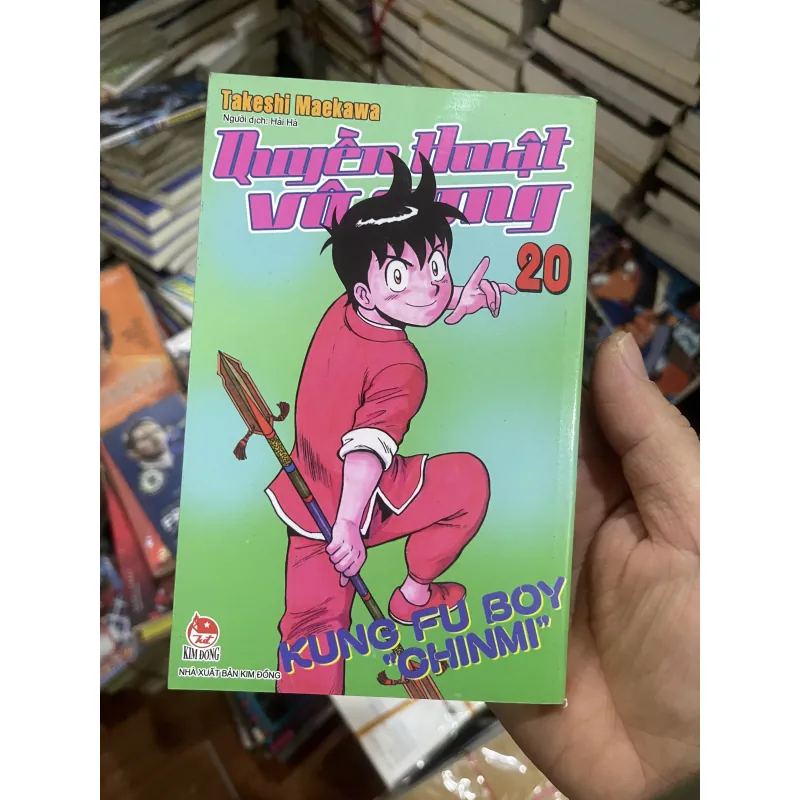 Takeshi Maekawa
Người dịch: Hải Hà
Quyền thuật
vô
20
KUNG FU BOY
"CHINMI"
Kit
KIM ĐỒNG
NHÀ XUẤT BẢN KIM ĐỒNG